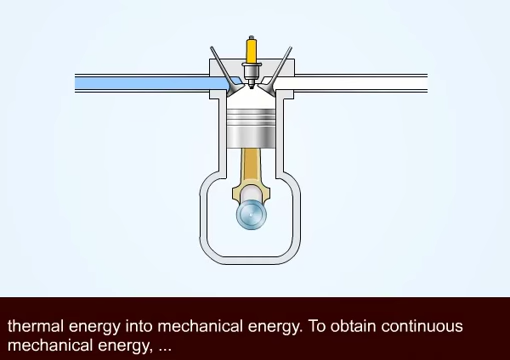 thermal energy into mechanical energy. To obtain continuous
mechanical energy, ...